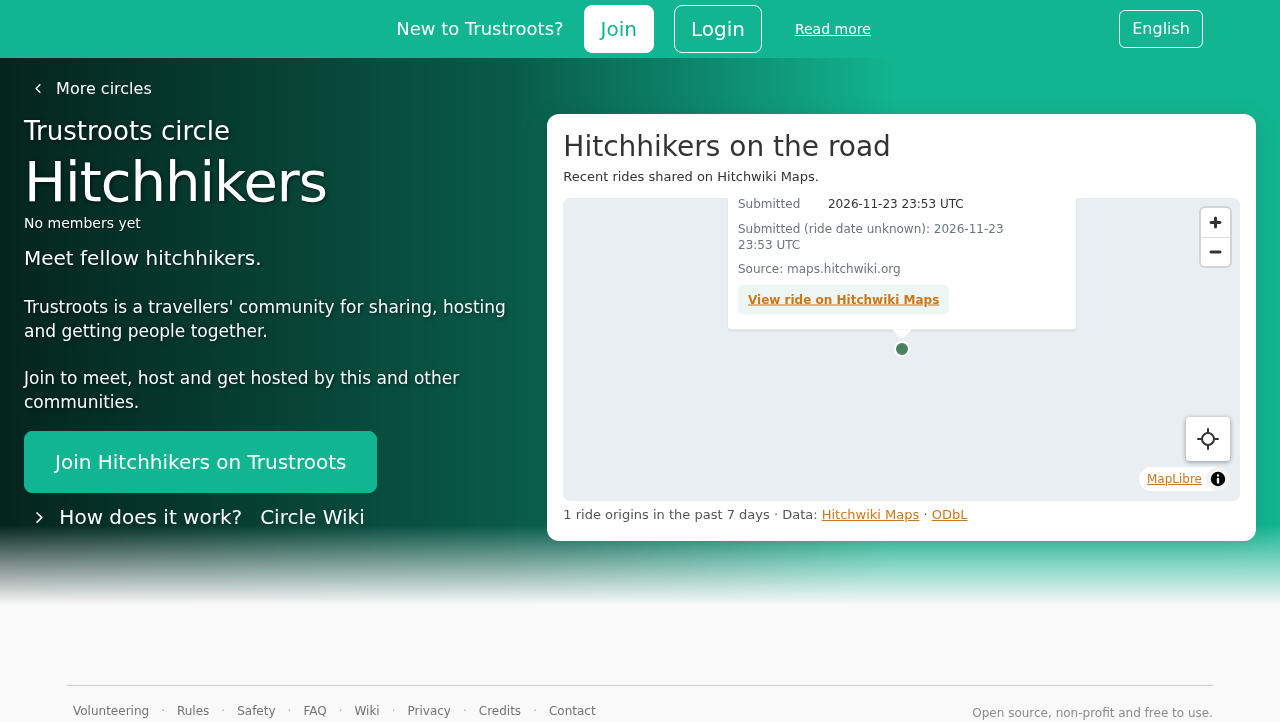 New to Trustroots? Join Login Read more English
More circles
Trustroots circle
Hitchhikers
No members yet
Meet fellow hitchhikers.
Trustroots is a travellers' community for sharing, hosting
and getting people together.
Join to meet, host and get hosted by this and other
communities.
Join Hitchhikers on Trustroots
How does it work? Circle Wiki
Hitchhikers on the road
Recent rides shared on Hitchwiki Maps.
Submitted 2026-11-23 23:53 UTC
Submitted (ride date unknown): 2026-11-23
23:53 UTC
Source: maps.hitchwiki.org
View ride on Hitchwiki Maps
MapLibre
1 ride origins in the past 7 days · Data: Hitchwiki Maps · ODbL
Volunteering · Rules · Safety · FAQ · Wiki · Privacy · Credits · Contact
Open source, non-profit and free to use.